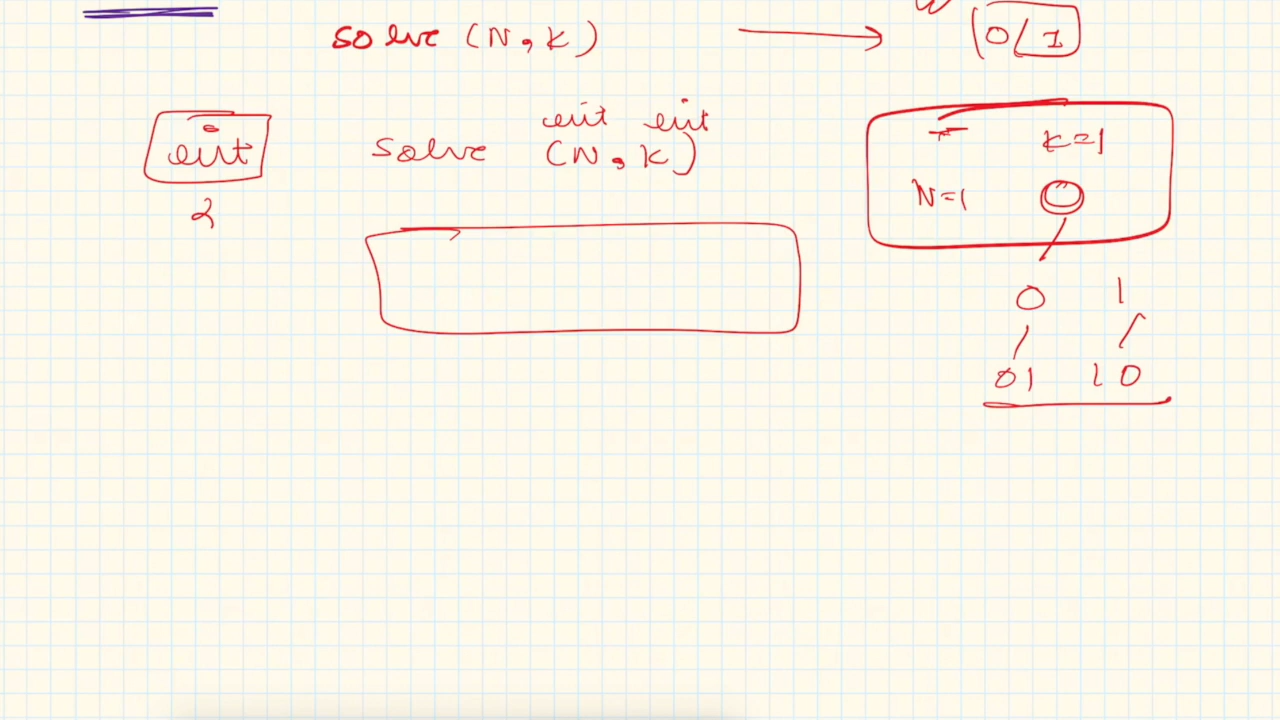 solve (N, K) → 0/1
int int
int solve (N, K)
2
K=1
N=1 0
0 1
01 10